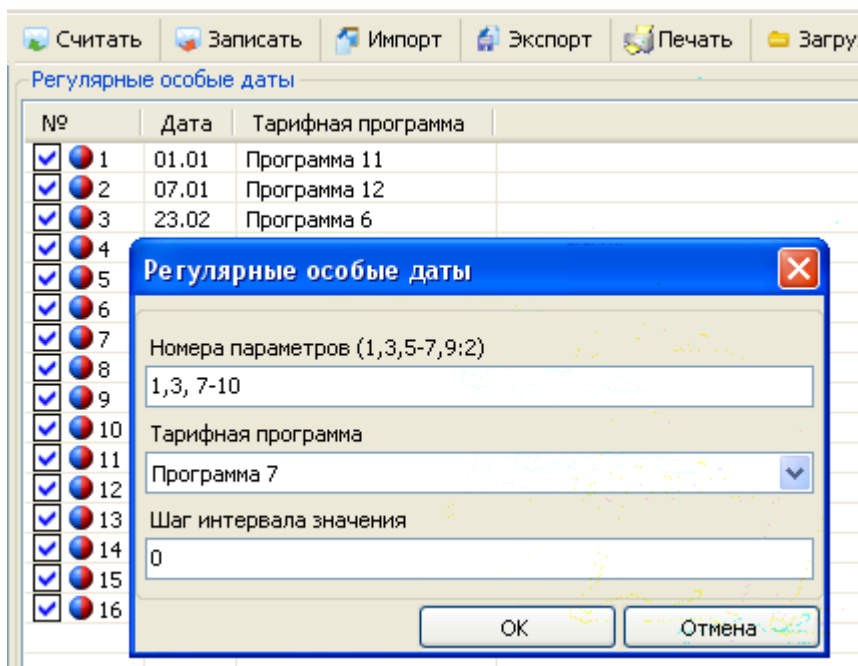 Считать Записать Импорт Экспорт Печать Загру
Регулярные особые даты
№ Дата Тарифная программа
1 01.01 Программа 11
2 07.01 Программа 12
3 23.02 Программа 6
4
5
6
7
8
9
10
11
12
13
14
15
16
Регулярные особые даты
Номера параметров (1,3,5-7,9:2)
1,3, 7-10
Тарифная программа
Программа 7
Шаг интервала значения
0
OK Отмена